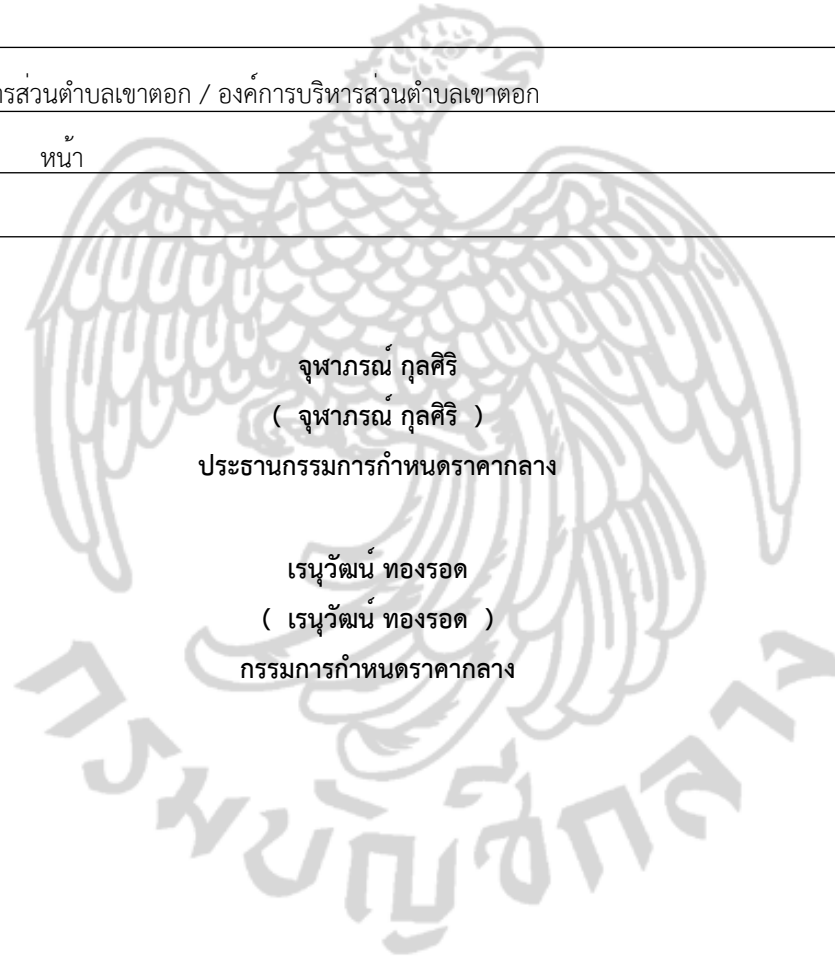 ส่วนตำบลเขาตอก / องค์การบริหารส่วนตำบลเขาตอก
หน้า
จุฬาภรณ์ กุลศิริ
( จุฬาภรณ์ กุลศิริ )
ประธานกรรมการกำหนดราคากลาง
เรนุวัฒน์ ทองรอด
( เรนุวัฒน์ ทองรอด )
กรรมการกำหนดราคากลาง
กรมบัญชีกลาง